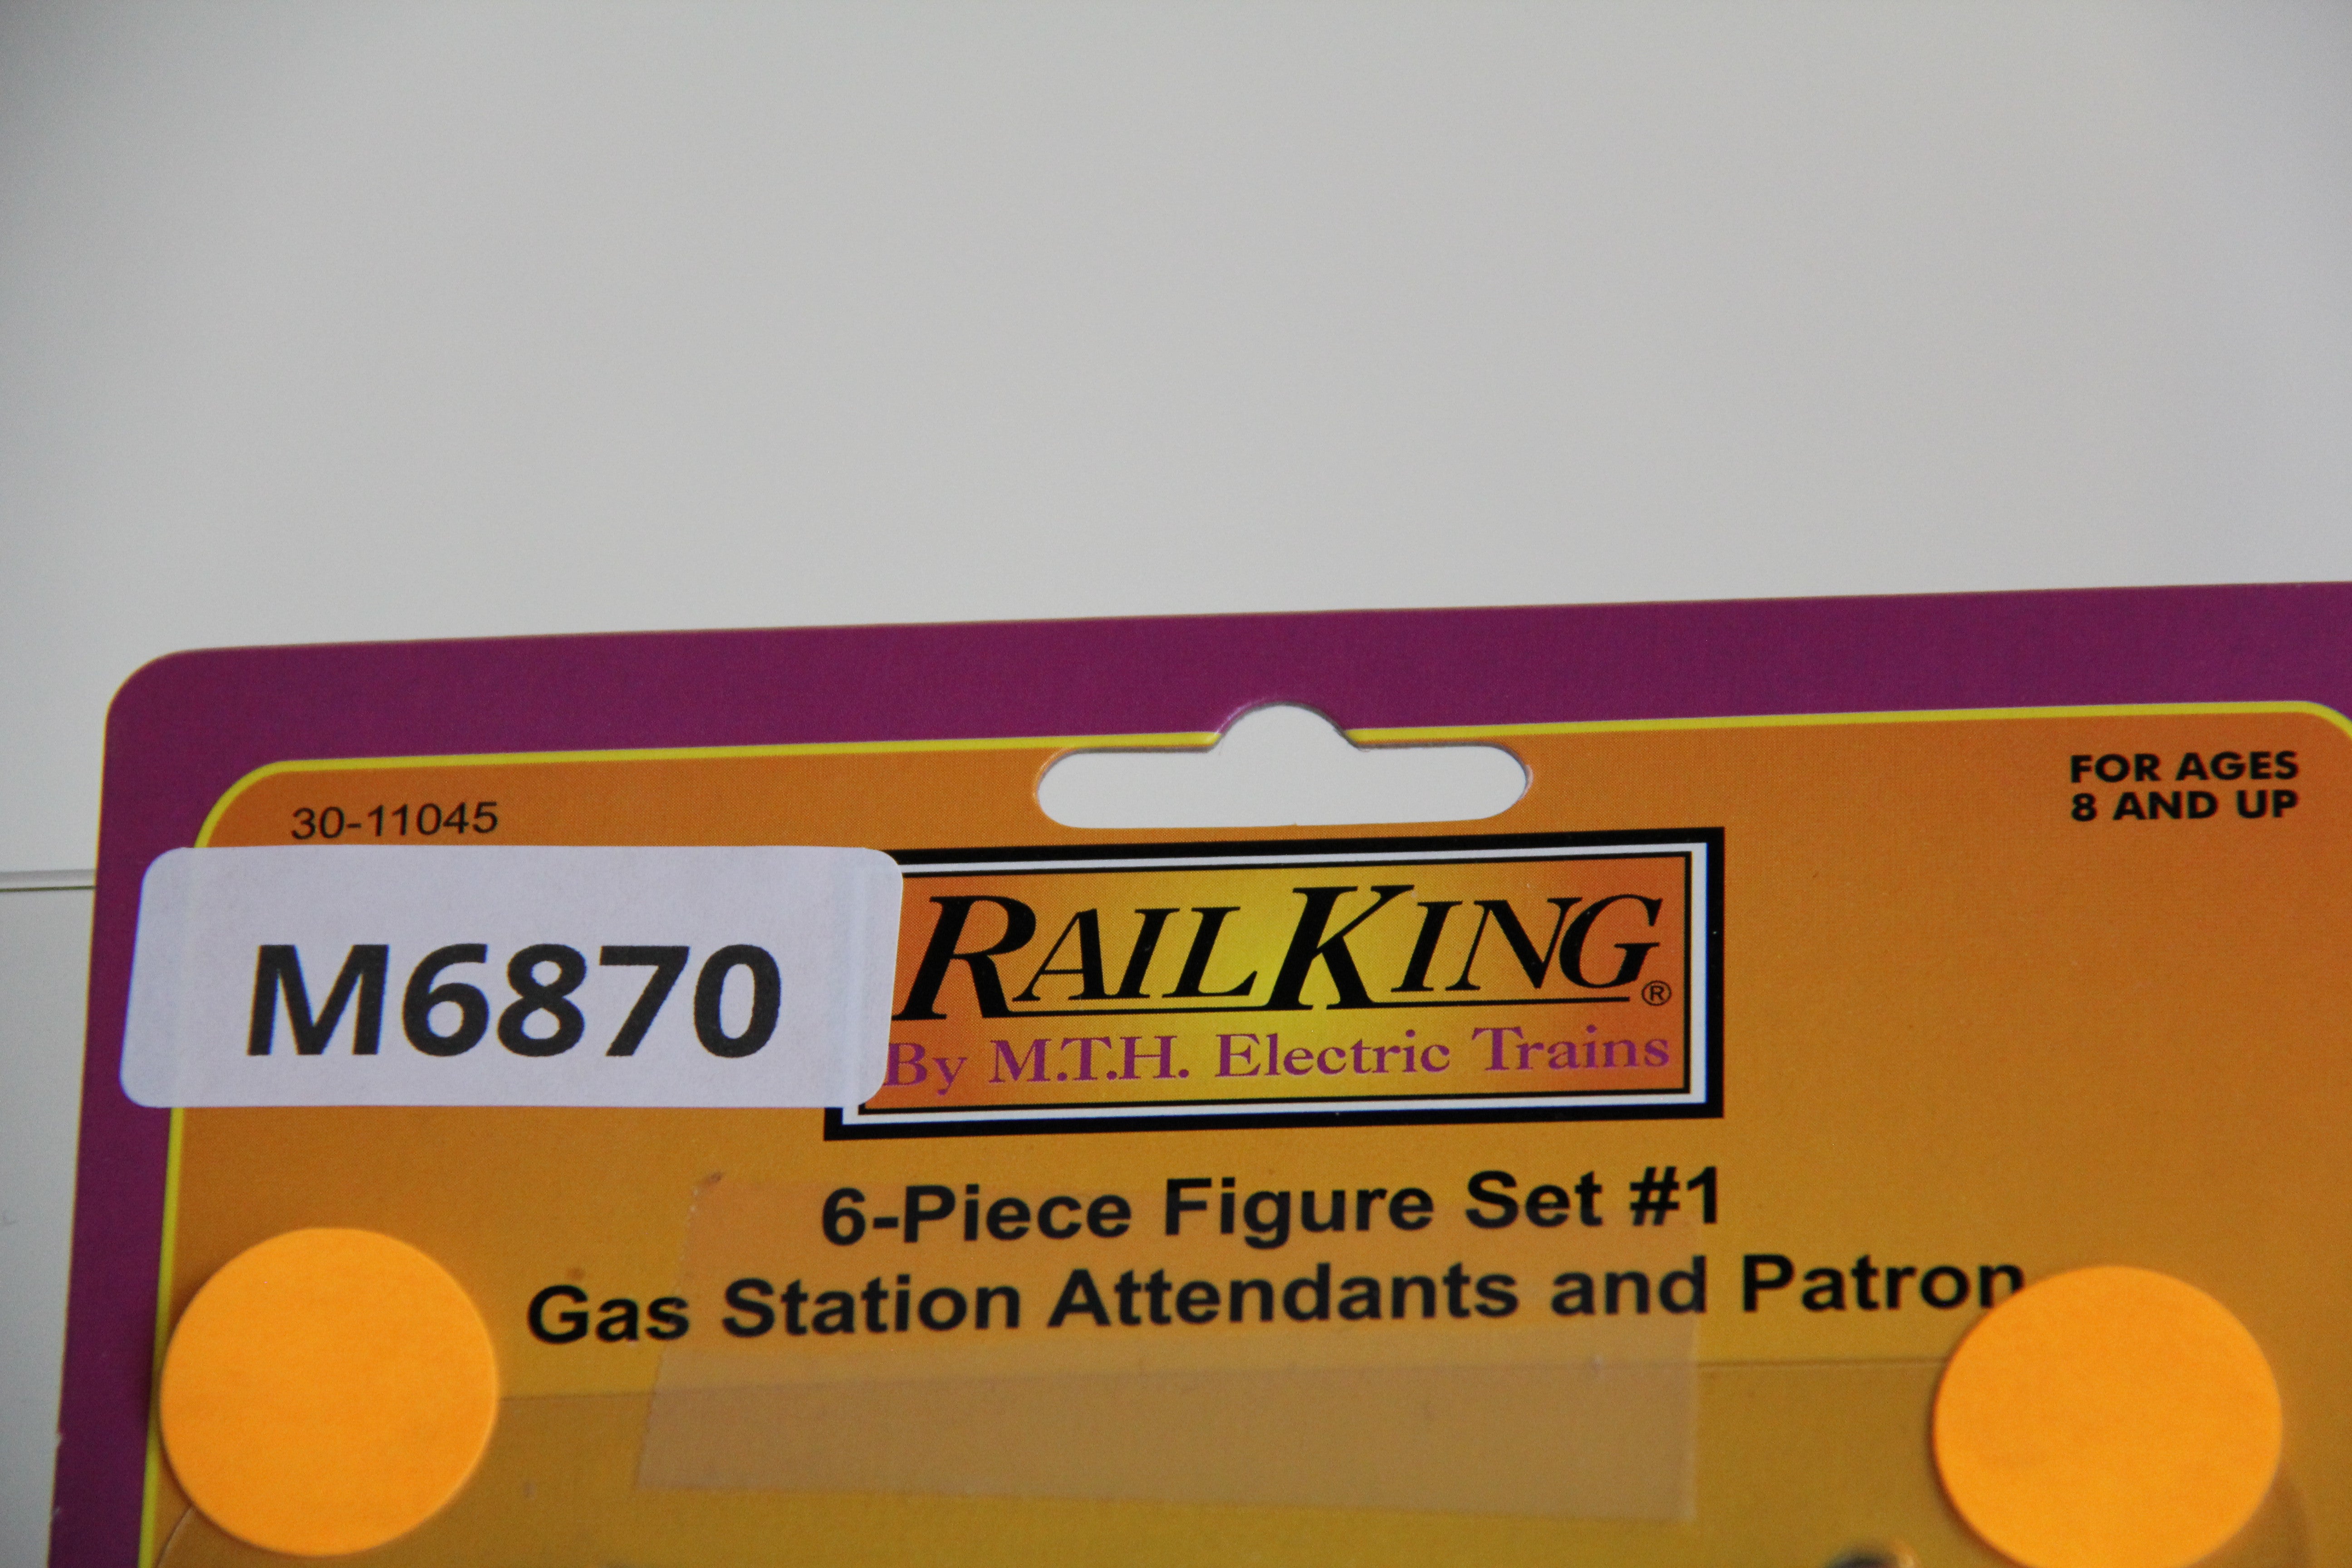 30-11045
FOR AGES
8 AND UP
M6870
RAILKING®
By M.T.H. Electric Trains
6-Piece Figure Set #1
Gas Station Attendants and Patron